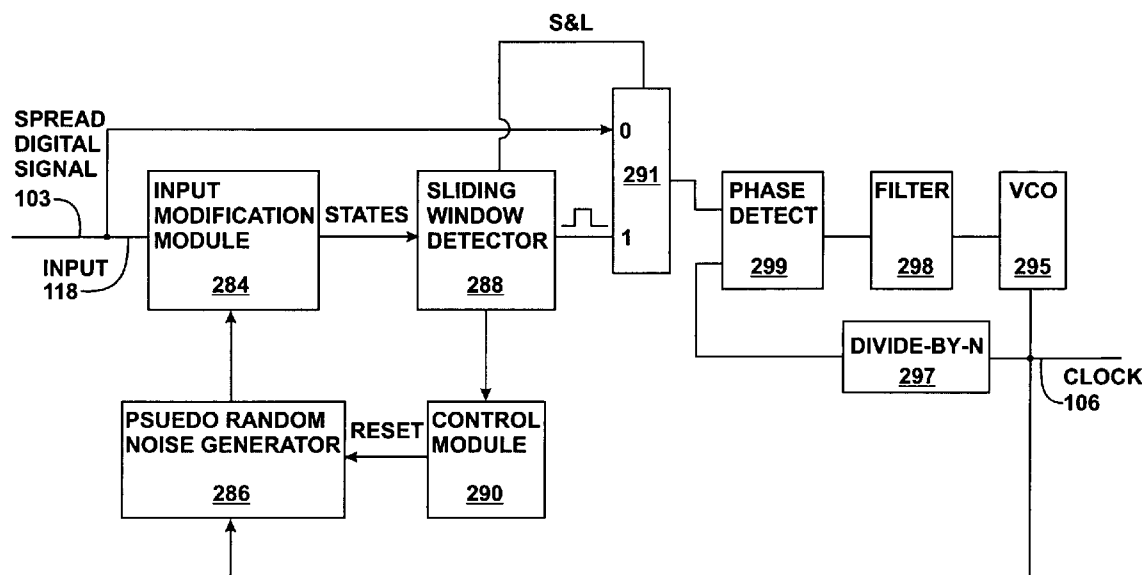 S&L
SPREAD
DIGITAL
SIGNAL
103
INPUT
118
INPUT
MODIFICATION
MODULE
284
STATES
SLIDING
WINDOW
DETECTOR
288
0
291
1
PHASE
DETECT
299
FILTER
298
VCO
295
DIVIDE-BY-N
297
CLOCK
106
PSUEDO RANDOM
NOISE GENERATOR
286
RESET
CONTROL
MODULE
290